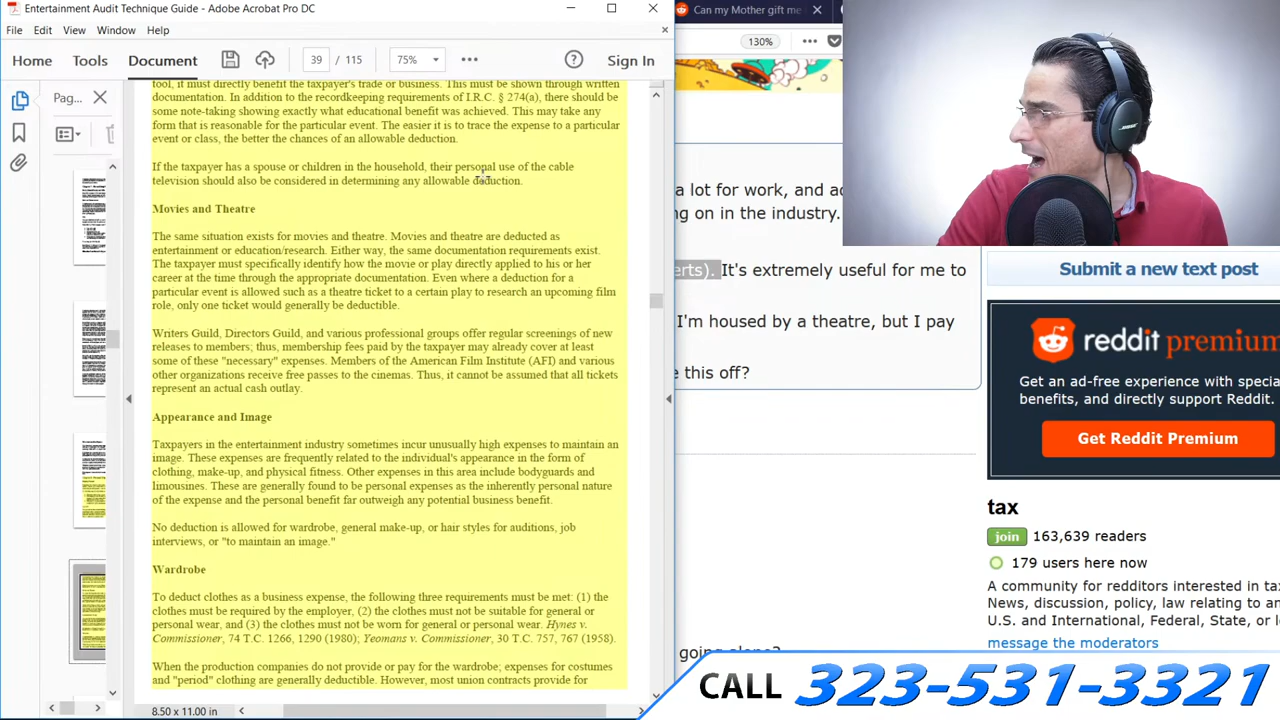 Entertainment Audit Technique Guide - Adobe Acrobat Pro DC
Can my Mother gift me
File Edit View Window Help
130%
Home Tools Document 39 / 115 75% Sign In
Pag...
tool, it must directly benefit the taxpayer's trade or business. This must be shown through written
documentation. In addition to the recordkeeping requirements of I.R.C. § 274(a), there should be
some note-taking showing exactly what educational benefit was achieved. This may take any
form that is reasonable for the particular event. The easier it is to trace the expense to a particular
event or class, the better the chances of an allowable deduction.
If the taxpayer has a spouse or children in the household, their personal use of the cable
television should also be considered in determining any allowable deduction.
Movies and Theatre
The same situation exists for movies and theatre. Movies and theatre are deducted as
entertainment or education/research. Either way, the same documentation requirements exist.
The taxpayer must specifically identify how the movie or play directly applied to his or her
career at the time through the appropriate documentation. Even where a deduction for a
particular event is allowed such as a theatre ticket to a certain play to research an upcoming film
role, only one ticket would generally be deductible.
Writers Guild, Directors Guild, and various professional groups offer regular screenings of new
releases to members; thus, membership fees paid by the taxpayer may already cover at least
some of these "necessary" expenses. Members of the American Film Institute (AFI) and various
other organizations receive free passes to the cinemas. Thus, it cannot be assumed that all tickets
represent an actual cash outlay.
Appearance and Image
Taxpayers in the entertainment industry sometimes incur unusually high expenses to maintain an
image. These expenses are frequently related to the individual's appearance in the form of
clothing, make-up, and physical fitness. Other expenses in this area include bodyguards and
limousines. These are generally found to be personal expenses as the inherently personal nature
of the expense and the personal benefit far outweigh any potential business benefit.
No deduction is allowed for wardrobe, general make-up, or hair styles for auditions, job
interviews, or "to maintain an image."
Wardrobe
To deduct clothes as a business expense, the following three requirements must be met: (1) the
clothes must be required by the employer, (2) the clothes must not be suitable for general or
personal wear, and (3) the clothes must not be worn for general or personal wear. Hynes v.
Commissioner, 74 T.C. 1266, 1290 (1980); Yeomans v. Commissioner, 30 T.C. 757, 767 (1958).
When the production companies do not provide or pay for the wardrobe; expenses for costumes
and "period" clothing are generally deductible. However, most union contracts provide for
8.50 x 11.00 in
a lot for work, and ad
ng on in the industry.
erts). It's extremely useful for me to
I'm housed by a theatre, but I pay
e this off?
going alone?
Submit a new text post
reddit premium
Get an ad-free experience with specia
benefits, and directly support Reddit.
Get Reddit Premium
tax
join 163,639 readers
179 users here now
A community for redditors interested in ta
News, discussion, policy, law relating to an
U.S. and International, Federal, State, or lo
message the moderators
CALL 323-531-3321